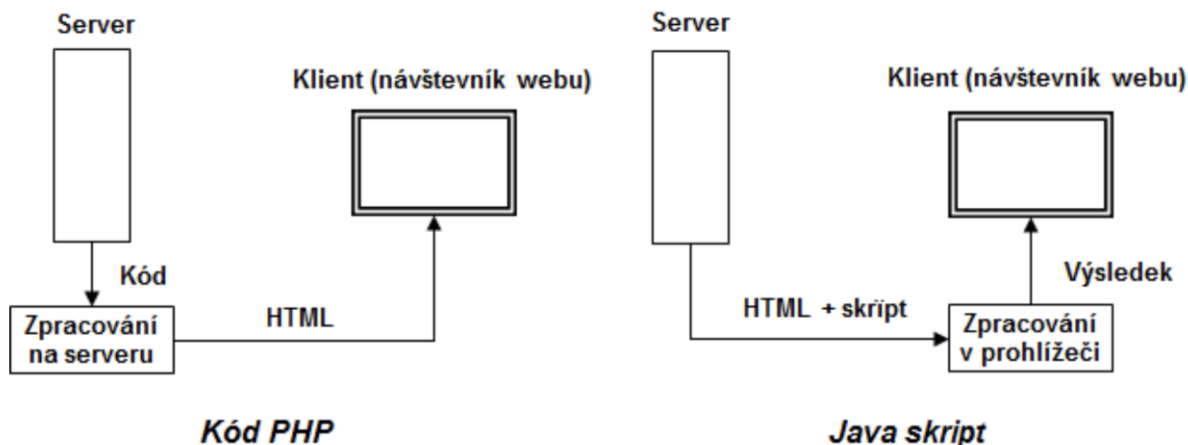 Server
Klient (návštevník webu)
Kód
Zpracování
na serveru
HTML
Kód PHP
Server
Klient (návštevník webu)
HTML + skrïpt
Výsledek
Zpracování
v prohlížeči
Java skript